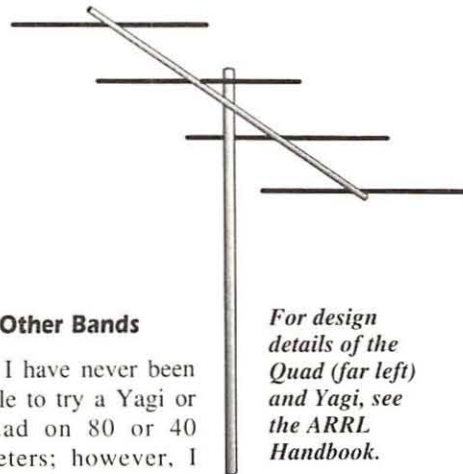 Other Bands
I have never been
le to try a Yagi or
ad on 80 or 40
eters; however, I
For design
details of the
Quad (far left)
and Yagi, see
the ARRL
Handbook.